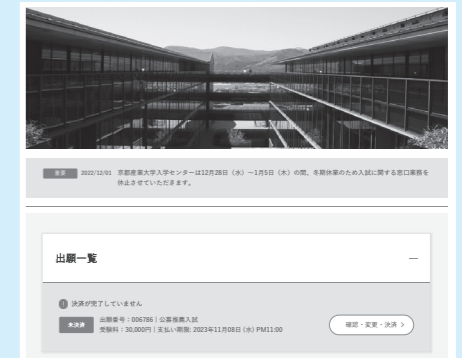 重要 2022/12/01 京都産業大学入学センターは12月28日（水）～1月5日（木）の間、冬期休業のため入試に関する窓口業務を
休止させていただきます。
出願一覧
決済が完了していません
未決済 出願番号：006786｜公募推薦入試
受験料：30,000円｜支払い期限: 2023年11月08日 (水) PM11:00
確認・変更・決済